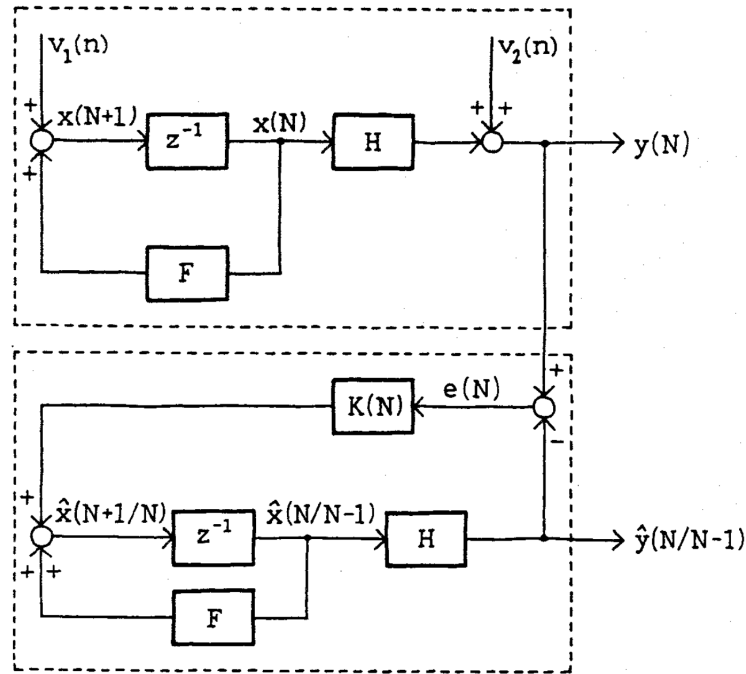 v₁(n)
v₂(n)
+
+ +
x(N+1)
z⁻¹
x(N)
H
y(N)
+
F
+
K(N)
e(N)
−
+
x̂(N+1/N)
z⁻¹
x̂(N/N-1)
H
ŷ(N/N-1)
+ +
F